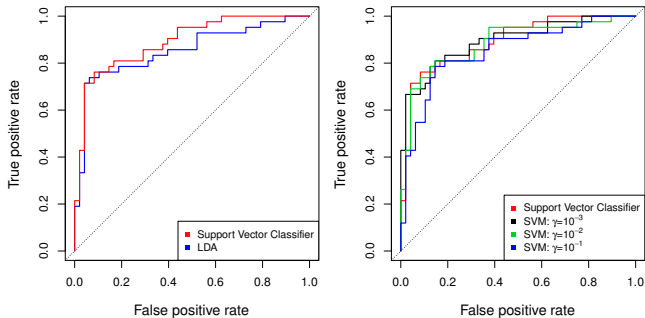 1.0
0.8
0.6
0.4
0.2
0.0
True positive rate
0.0 0.2 0.4 0.6 0.8 1.0
False positive rate
Support Vector Classifier
LDA
1.0
0.8
0.6
0.4
0.2
0.0
True positive rate
0.0 0.2 0.4 0.6 0.8 1.0
False positive rate
Support Vector Classifier
SVM: γ=10⁻³
SVM: γ=10⁻²
SVM: γ=10⁻¹